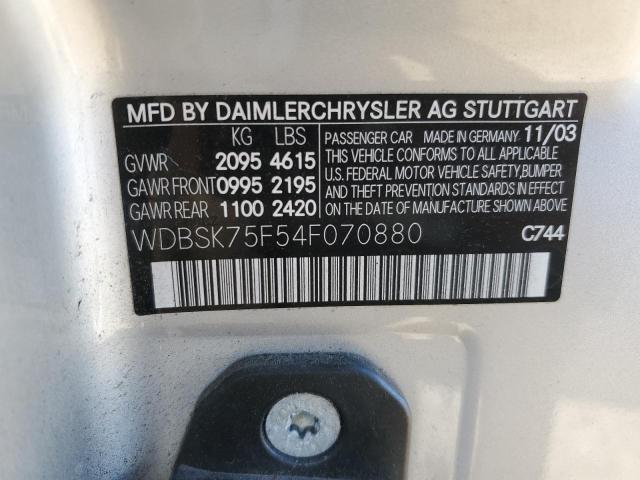 MFD BY DAIMLERCHRYSLER AG STUTTGART
KG LBS
GVWR 2095 4615
GAWR FRONT 0995 2195
GAWR REAR 1100 2420
PASSENGER CAR MADE IN GERMANY 11/03
THIS VEHICLE CONFORMS TO ALL APPLICABLE
U.S. FEDERAL MOTOR VEHICLE SAFETY, BUMPER
AND THEFT PREVENTION STANDARDS IN EFFECT
ON THE DATE OF MANUFACTURE SHOWN ABOVE
WDBSK75F54F070880 C744